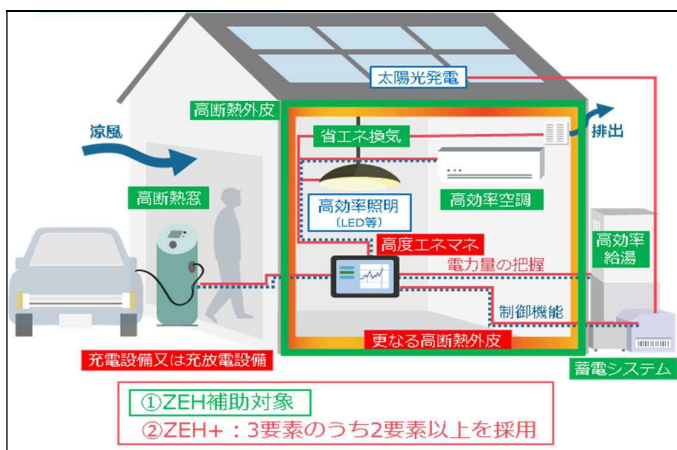 太陽光発電
高断熱外皮
涼風
省エネ換気
排出
高断熱窓
高効率照明
(LED等)
高効率空調
高度エネマネ
高効率
給湯
電力量の把握
制御機能
更なる高断熱外皮
充電設備又は充放電設備
蓄電システム
①ZEH補助対象
②ZEH+:3要素のうち2要素以上を採用